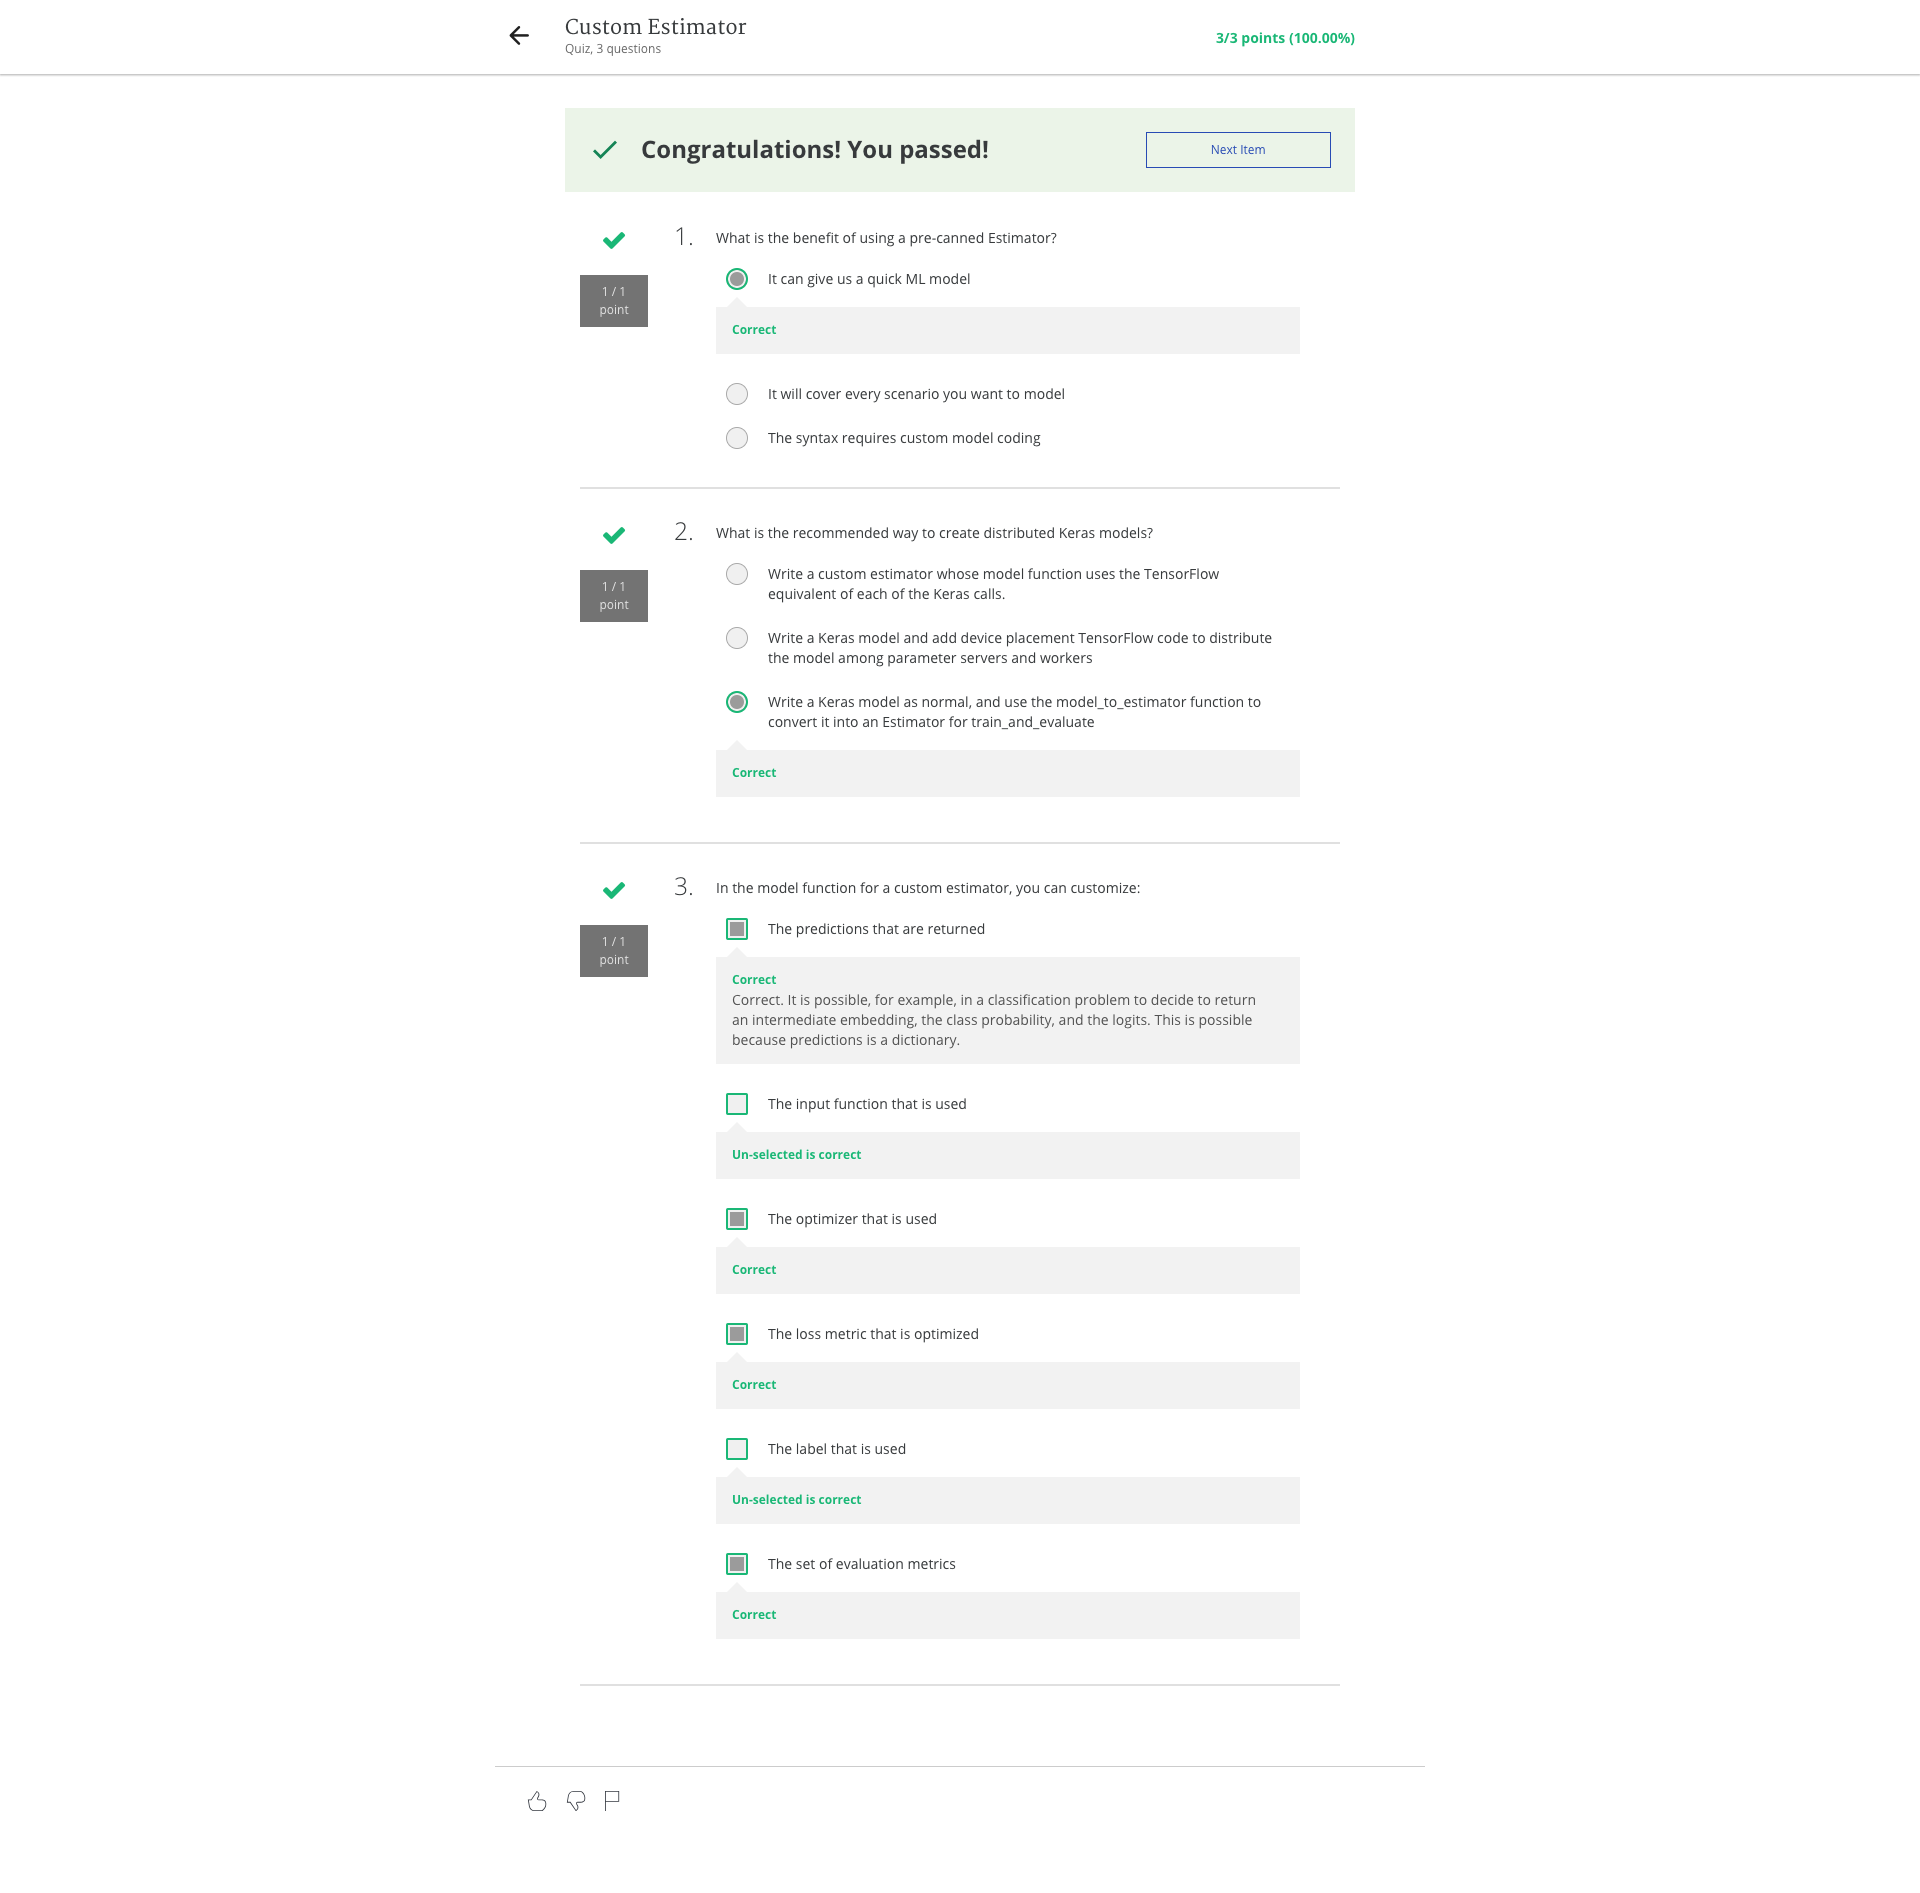 Custom Estimator
Quiz, 3 questions
3/3 points (100.00%)
Congratulations! You passed!
Next Item
1 / 1
point
1.
What is the benefit of using a pre-canned Estimator?
It can give us a quick ML model
Correct
It will cover every scenario you want to model
The syntax requires custom model coding
1 / 1
point
2.
What is the recommended way to create distributed Keras models?
Write a custom estimator whose model function uses the TensorFlow
equivalent of each of the Keras calls.
Write a Keras model and add device placement TensorFlow code to distribute
the model among parameter servers and workers
Write a Keras model as normal, and use the model_to_estimator function to
convert it into an Estimator for train_and_evaluate
Correct
1 / 1
point
3.
In the model function for a custom estimator, you can customize:
The predictions that are returned
Correct
Correct. It is possible, for example, in a classification problem to decide to return
an intermediate embedding, the class probability, and the logits. This is possible
because predictions is a dictionary.
The input function that is used
Un-selected is correct
The optimizer that is used
Correct
The loss metric that is optimized
Correct
The label that is used
Un-selected is correct
The set of evaluation metrics
Correct